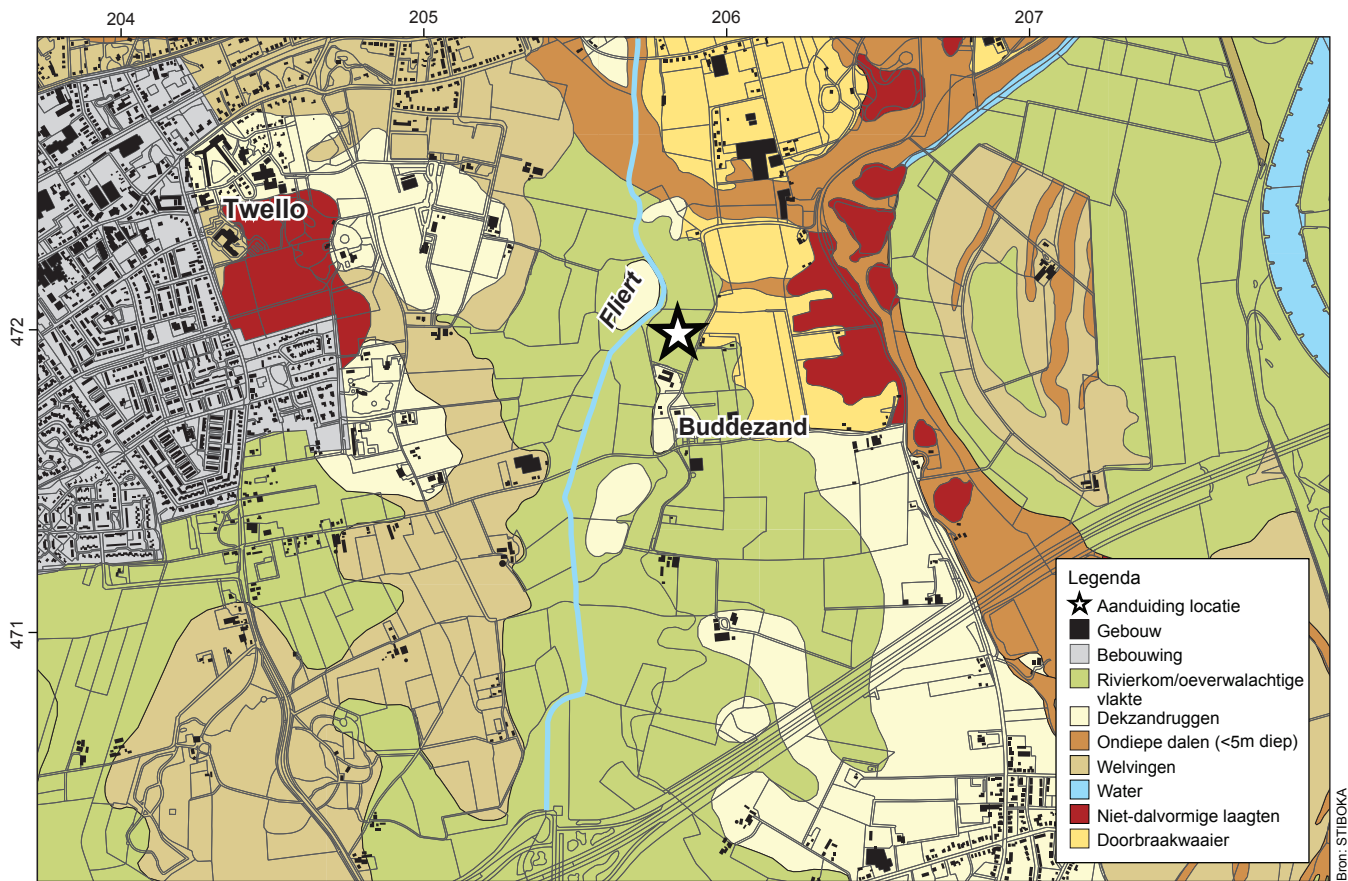 204 205 206 207
Twello
Fliert
472
Buddezand
471
Legenda
Aanduiding locatie
Gebouw
Bebouwing
Rivierkom/oeverwalachtige
vlakte
Dekzandruggen
Ondiepe dalen (<5m diep)
Welvingen
Water
Niet-dalvormige laagten
Doorbraakwaaier
Bron: STIBOKA